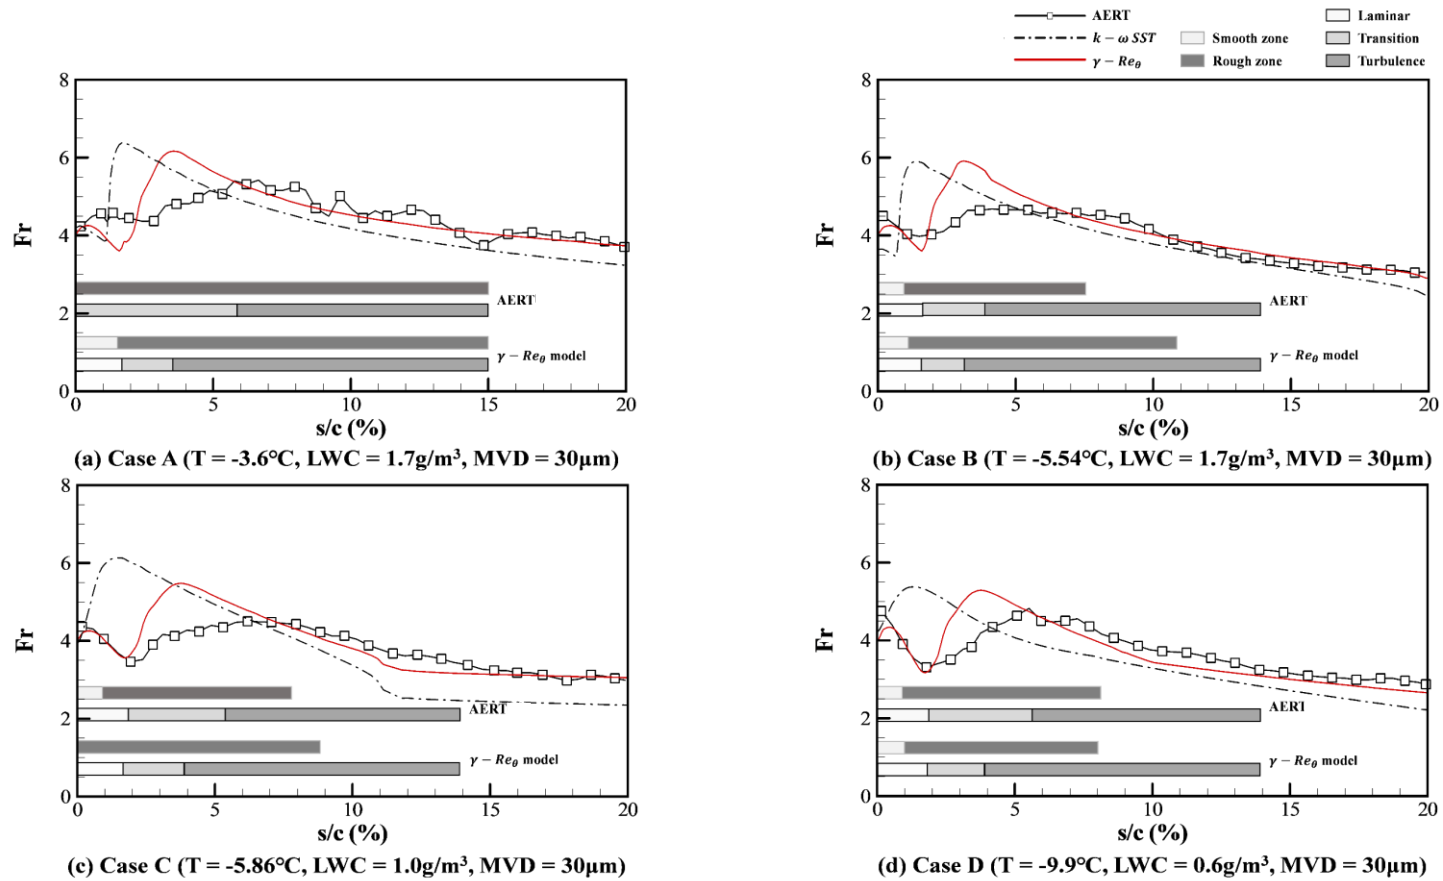 AERT
k − ω SST
γ − Reθ
Smooth zone
Rough zone
Laminar
Transition
Turbulence
8
6
4
2
0
Fr
AERT
γ − Reθ model
0 5 10 15 20
s/c (%)
(a) Case A (T = -3.6°C, LWC = 1.7g/m³, MVD = 30μm)
8
6
4
2
0
Fr
AERT
γ − Reθ model
0 5 10 15 20
s/c (%)
(b) Case B (T = -5.54°C, LWC = 1.7g/m³, MVD = 30μm)
8
6
4
2
0
Fr
AERT
γ − Reθ model
0 5 10 15 20
s/c (%)
(c) Case C (T = -5.86°C, LWC = 1.0g/m³, MVD = 30μm)
8
6
4
2
0
Fr
AERT
γ − Reθ model
0 5 10 15 20
s/c (%)
(d) Case D (T = -9.9°C, LWC = 0.6g/m³, MVD = 30μm)